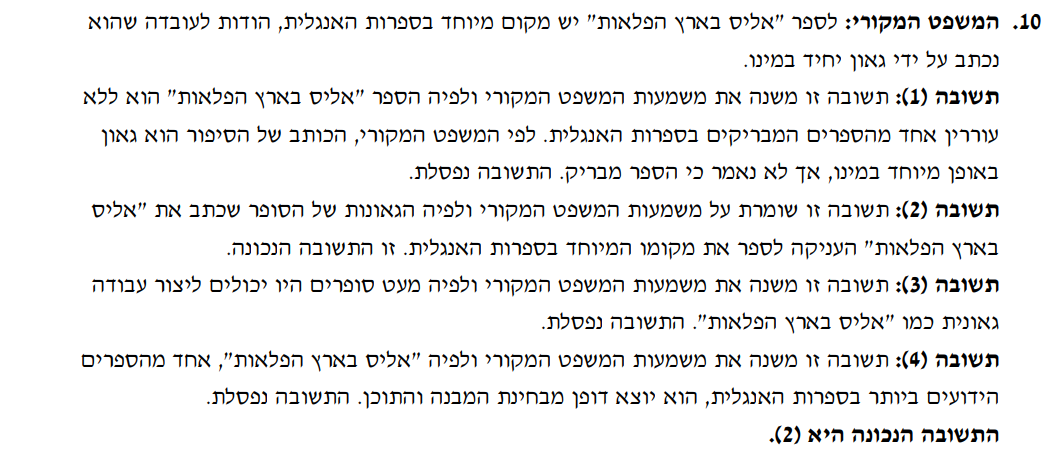 10. המשפט המקורי: לספר "אליס בארץ הפלאות" יש מקום מיוחד בספרות האנגלית, הודות לעובדה שהוא
נכתב על ידי גאון יחיד במינו.
תשובה (1): תשובה זו משנה את משמעות המשפט המקורי ולפיה הספר "אליס בארץ הפלאות" הוא ללא
עוררין אחד מהספרים המבריקים בספרות האנגלית. לפי המשפט המקורי, הכותב של הסיפור הוא גאון
באופן מיוחד במינו, אך לא נאמר כי הספר מבריק. התשובה נפסלת.
תשובה (2): תשובה זו שומרת על משמעות המשפט המקורי ולפיה הגאונות של הסופר שכתב את "אליס
בארץ הפלאות" העניקה לספר את מקומו המיוחד בספרות האנגלית. זו התשובה הנכונה.
תשובה (3): תשובה זו משנה את משמעות המשפט המקורי ולפיה מעט סופרים היו יכולים ליצור עבודה
גאונית כמו "אליס בארץ הפלאות". התשובה נפסלת.
תשובה (4): תשובה זו משנה את משמעות המשפט המקורי ולפיה "אליס בארץ הפלאות", אחד מהספרים
הידועים ביותר בספרות האנגלית, הוא יוצא דופן מבחינת המבנה והתוכן. התשובה נפסלת.
התשובה הנכונה היא (2).